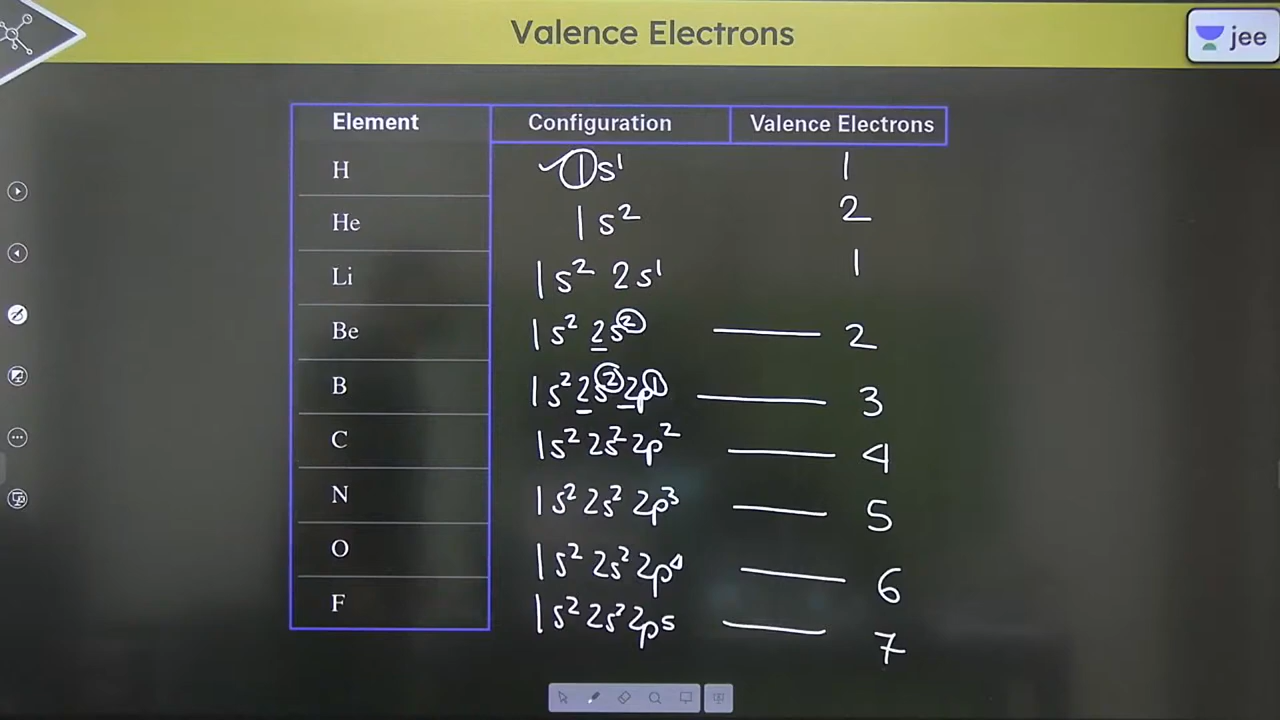 Valence Electrons
jee
Element Configuration Valence Electrons
H 1s¹ 1
He 1s² 2
Li 1s² 2s¹ 1
Be 1s² 2s² 2
B 1s² 2s² 2p¹ 3
C 1s² 2s² 2p² 4
N 1s² 2s² 2p³ 5
O 1s² 2s² 2p⁴ 6
F 1s² 2s² 2p⁵ 7